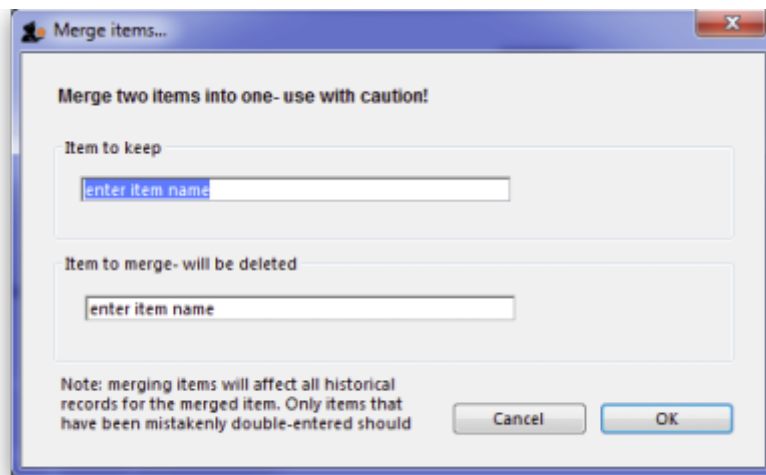 Merge items...
Merge two items into one- use with caution!
Item to keep
enter item name
Item to merge- will be deleted
enter item name
Note: merging items will affect all historical
records for the merged item. Only items that
have been mistakenly double-entered should
Cancel
OK